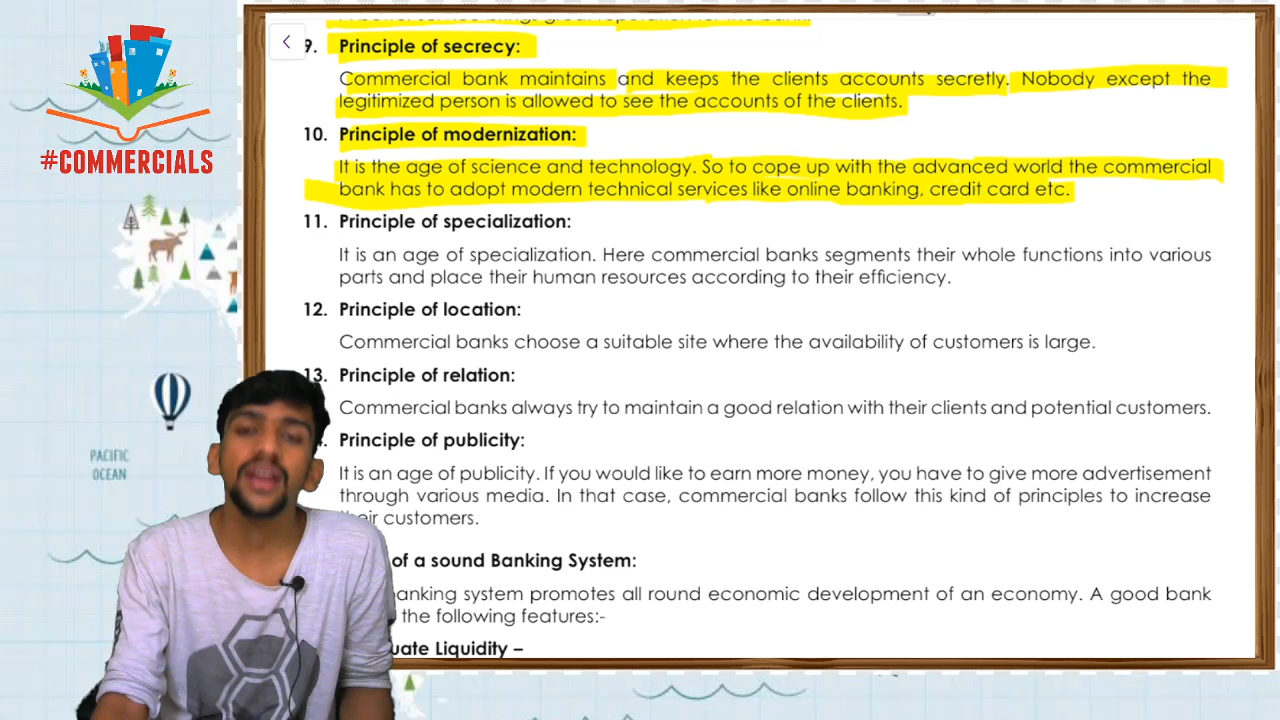 9. Principle of secrecy:
Commercial bank maintains and keeps the clients accounts secretly. Nobody except the
legitimized person is allowed to see the accounts of the clients.
10. Principle of modernization:
It is the age of science and technology. So to cope up with the advanced world the commercial
bank has to adopt modern technical services like online banking, credit card etc.
11. Principle of specialization:
It is an age of specialization. Here commercial banks segments their whole functions into various
parts and place their human resources according to their efficiency.
12. Principle of location:
Commercial banks choose a suitable site where the availability of customers is large.
13. Principle of relation:
Commercial banks always try to maintain a good relation with their clients and potential customers.
Principle of publicity:
It is an age of publicity. If you would like to earn more money, you have to give more advertisement
through various media. In that case, commercial banks follow this kind of principles to increase
their customers.
of a sound Banking System:
banking system promotes all round economic development of an economy. A good bank
the following features:-
Liquidity –
#COMMERCIALS
PACIFIC
OCEAN